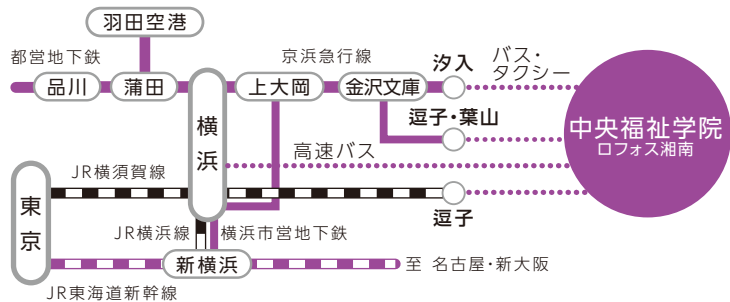 羽田空港
都営地下鉄
京浜急行線
汐入
バス・
タクシー
品川
蒲田
上大岡
金沢文庫
逗子・葉山
横浜
中央福祉学院
ロフォス湘南
高速バス
JR横須賀線
東京
逗子
JR横浜線
横浜市営地下鉄
新横浜
至 名古屋・新大阪
JR東海道新幹線